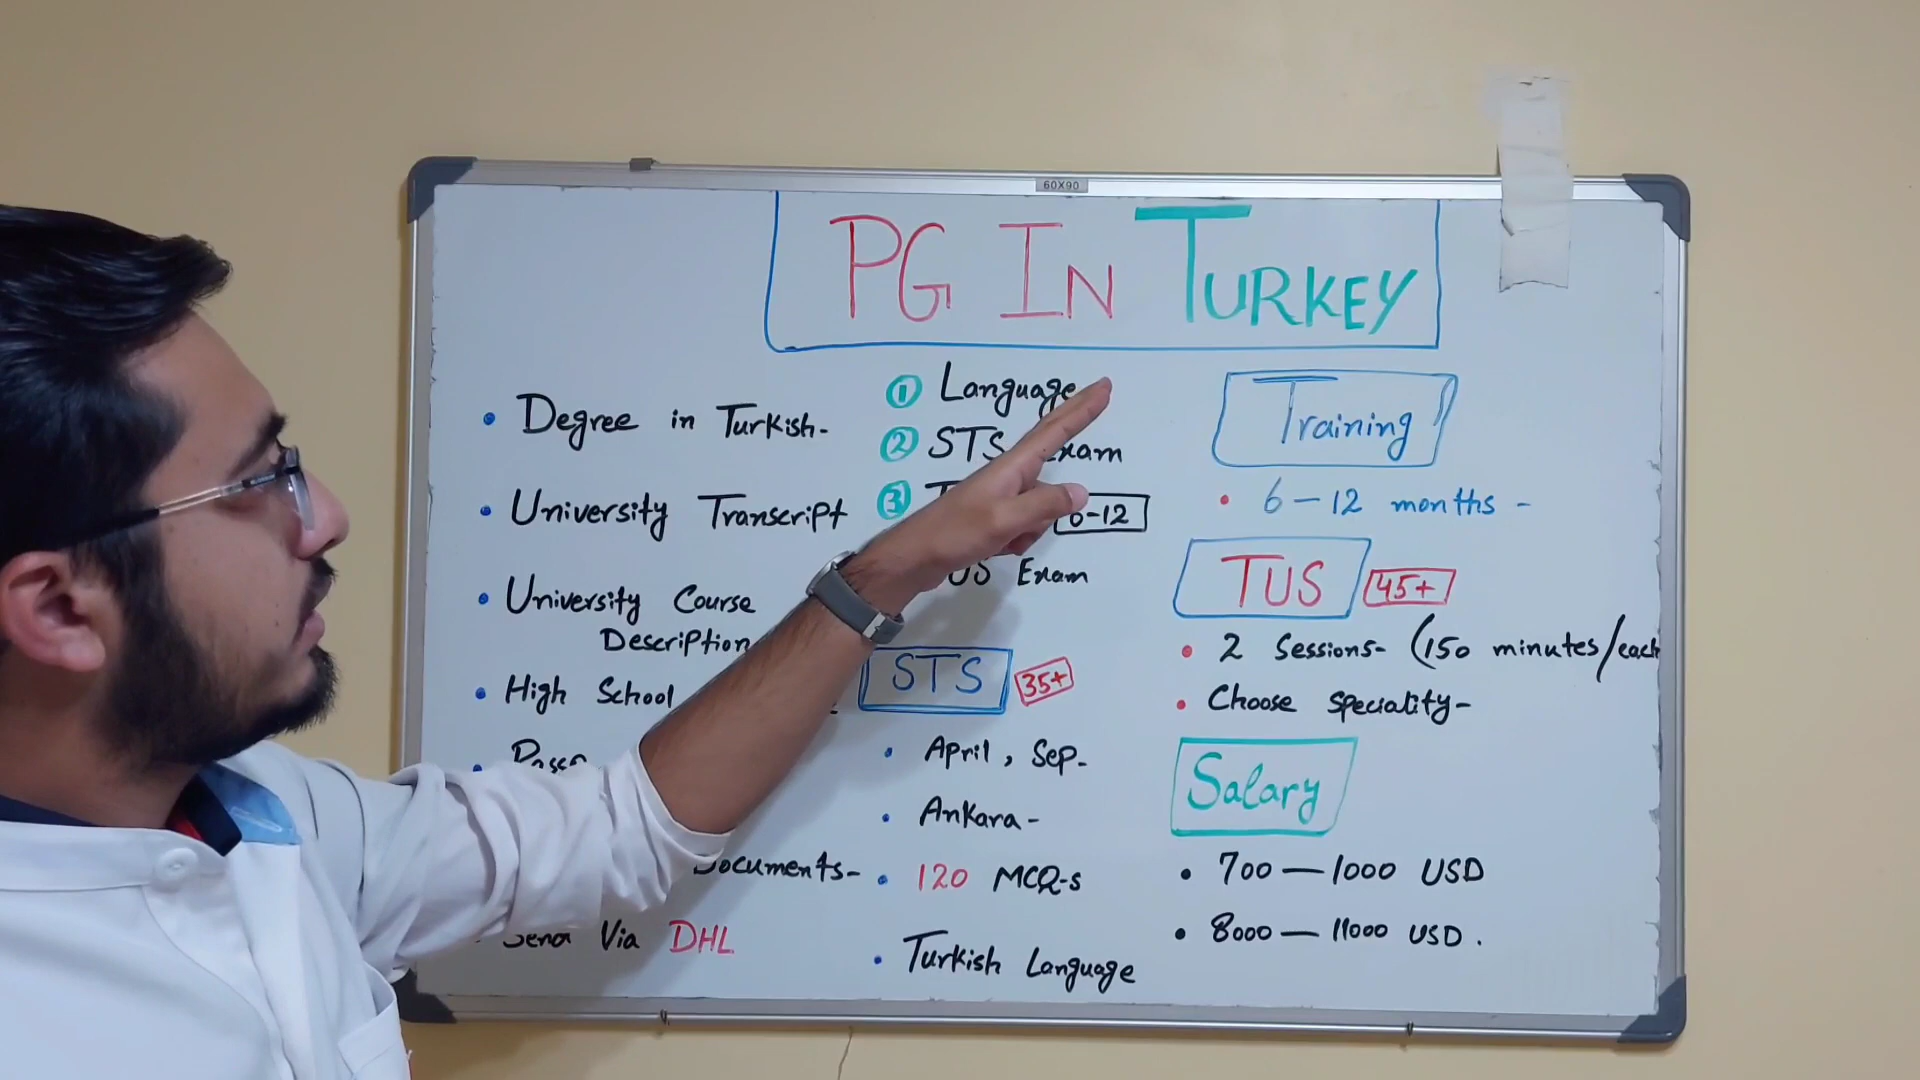 60X90
PG IN TURKEY
• Degree in Turkish-
• University Transcript
• University Course
Description
• High School
•
Documents-
Via DHL
① Language
② STS Exam
③
6-12
TUS Exam
STS 35+
• April, Sep-
• Ankara-
• 120 MCQ-s
• Turkish Language
Training
• 6-12 months-
TUS 45+
• 2 Sessions- (150 minutes/each
• Choose speciality-
Salary
• 700 — 1000 USD
• 8000 — 11000 USD.